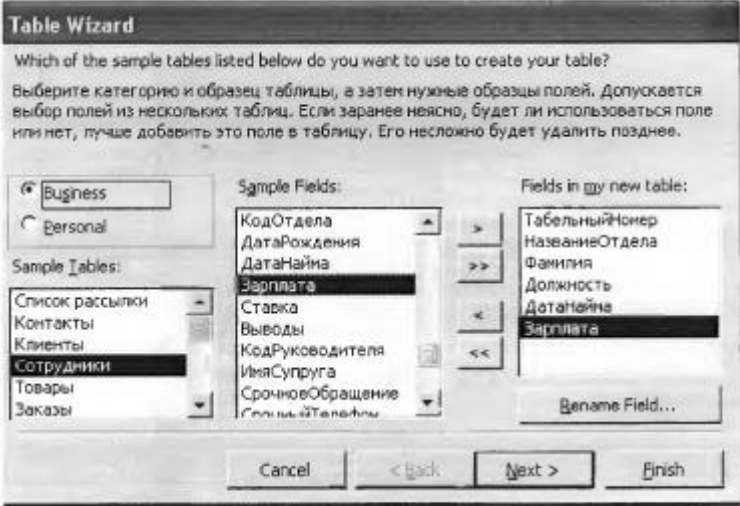 Table Wizard
Which of the sample tables listed below do you want to use to create your table?
Выберите категорию и образец таблицы, а затем нужные образцы полей. Допускается
выбор полей из нескольких таблиц. Если заранее неясно, будет ли использоваться поле
или нет, лучше добавить это поле в таблицу. Его несложно будет удалить позднее.
Business
Personal
Sample Tables:
Список рассылки
Контакты
Клиенты
Сотрудники
Товары
Заказы
Sample Fields:
КодОтдела
ДатаРождения
ДатаНайма
Зарплата
Ставка
Выводы
КодРуководителя
ИмяСупруга
СрочноеОбращение
СрочныйТелефон
>
>>
<
<<
Fields in my new table:
ТабельныйНомер
НазваниеОтдела
Фамилия
Должность
ДатаНайма
Зарплата
Rename Field...
Cancel
< Back
Next >
Finish